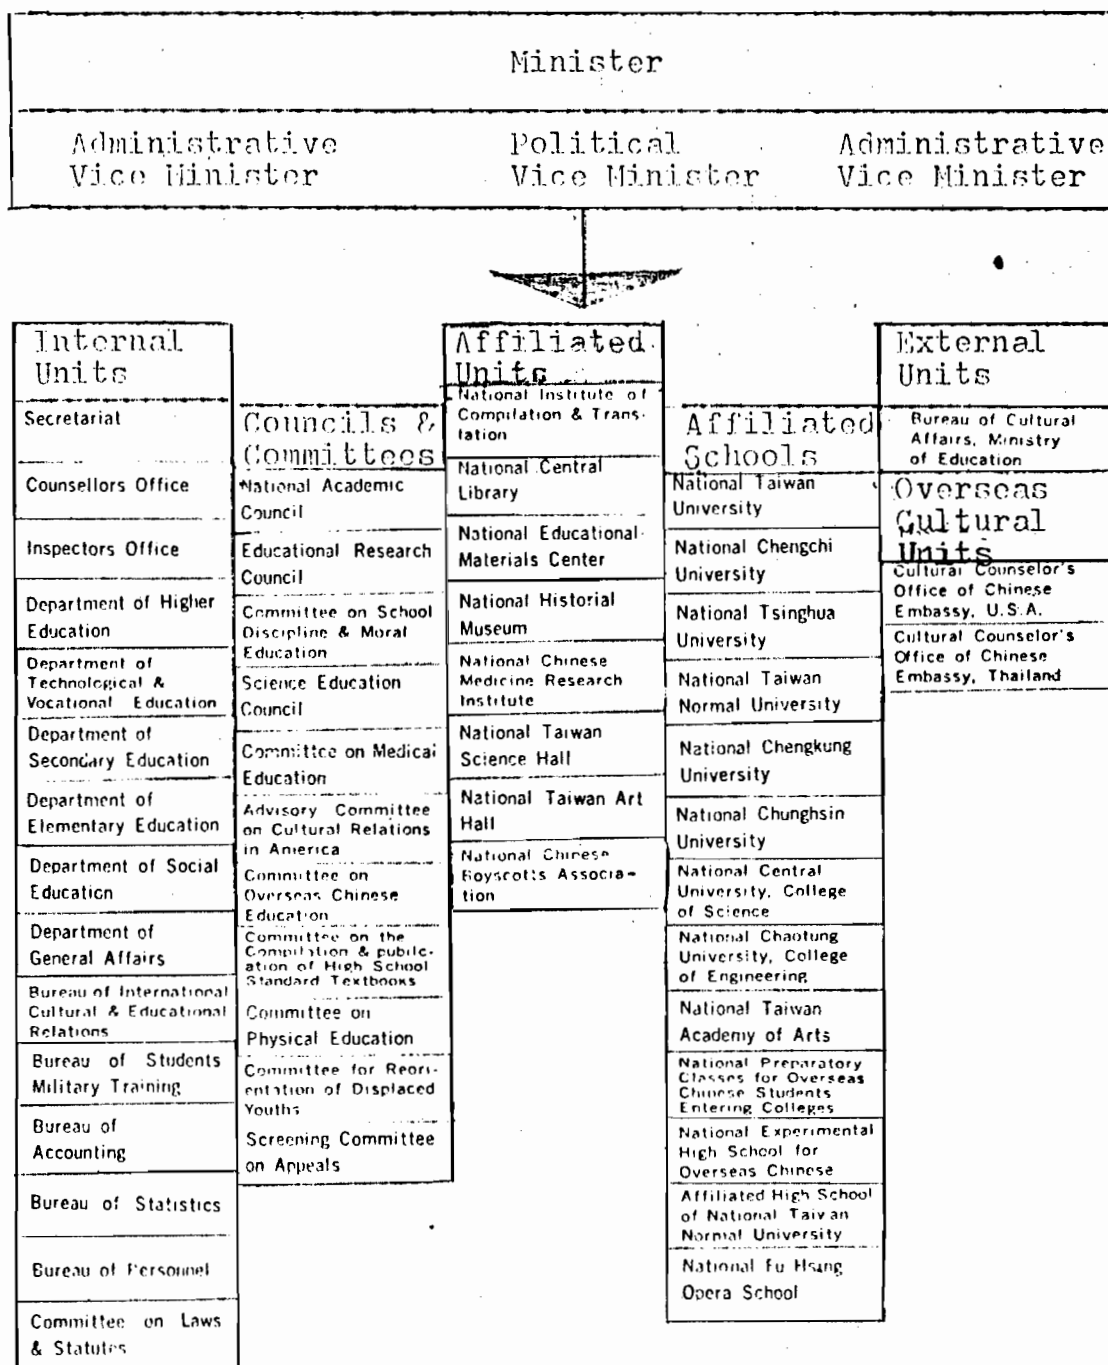 Minister
Administrative
Vice Minister
Political
Vice Minister
Administrative
Vice Minister
Internal
Units
Secretarial
Counsellors Office
Inspectors Office
Department of Higher
Education
Department of
Technological &
Vocational Education
Department of
Secondary Education
Department of
Elementary Education
Department of Social
Education
Department of
General Affairs
Bureau of International
Cultural & Educational
Relations
Bureau of Students
Military Training
Bureau of
Accounting
Bureau of Statistics
Bureau of Personnel
Committee on Laws
& Statutes
Councils &
Committees
National Academic
Council
Educational Research
Council
Committee on School
Discipline & Moral
Education
Science Education
Council
Committee on Medical
Education
Advisory Committee
on Cultural Relations
in America
Committee on
Overseas Chinese
Education
Committee on the
Compilation & public-
ation of High School
Standard Textbooks
Committee on
Physical Education
Committee for Reori-
entation of Displaced
Youths
Screening Committee
on Appeals
Affiliated
Units
National Institute of
Compilation & Trans-
lation
National Central
Library
National Educational
Materials Center
National Historial
Museum
National Chinese
Medicine Research
Institute
National Taiwan
Science Hall
National Taiwan Art
Hall
National Chinese
Boyscotts Associa-
tion
Affiliated
Schools
National Taiwan
University
National Chengchi
University
National Tsinghua
University
National Taiwan
Normal University
National Chengkung
University
National Chunghsin
University
National Central
University, College
of Science
National Chaotung
University, College
of Engineering
National Taiwan
Academy of Arts
National Preparatory
Classes for Overseas
Chinese Students
Entering Colleges
National Experimental
High School for
Overseas Chinese
Affiliated High School
of National Taiwan
Normal University
National Fu Hsing
Opera School
External
Units
Bureau of Cultural
Affairs, Ministry
of Education
Overseas
Cultural
Units
Cultural Counselor's
Office of Chinese
Embassy, U.S.A.
Cultural Counselor's
Office of Chinese
Embassy, Thailand